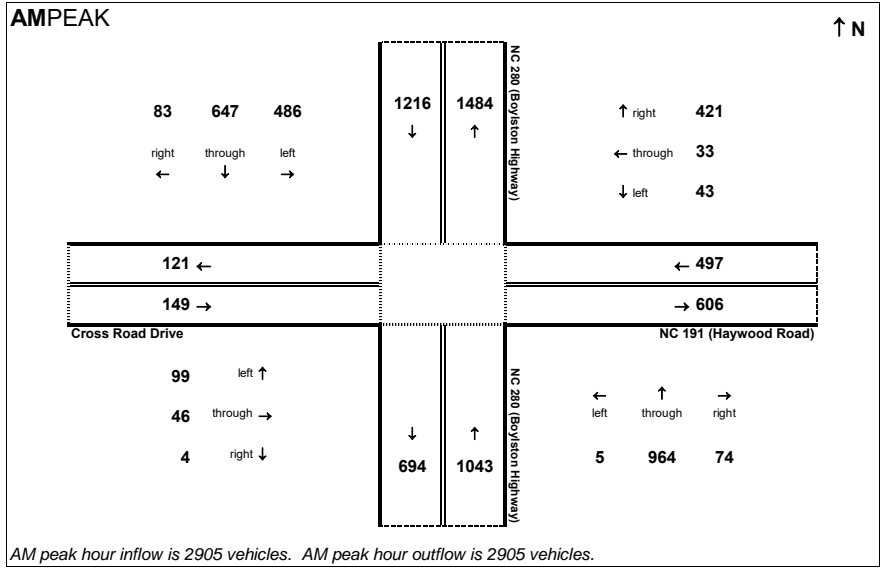 AMPEAK
↑ N
83 647 486
right through left
← ↓ →
1216 1484
↓ ↑
NC 280 (Boylston Highway)
↑ right 421
← through 33
↓ left 43
121 ←
149 →
← 497
→ 606
Cross Road Drive
NC 191 (Haywood Road)
99 left ↑
46 through →
4 right ↓
↓ ↑
694 1043
NC 280 (Boylston Highway)
← ↑ →
left through right
5 964 74
AM peak hour inflow is 2905 vehicles. AM peak hour outflow is 2905 vehicles.